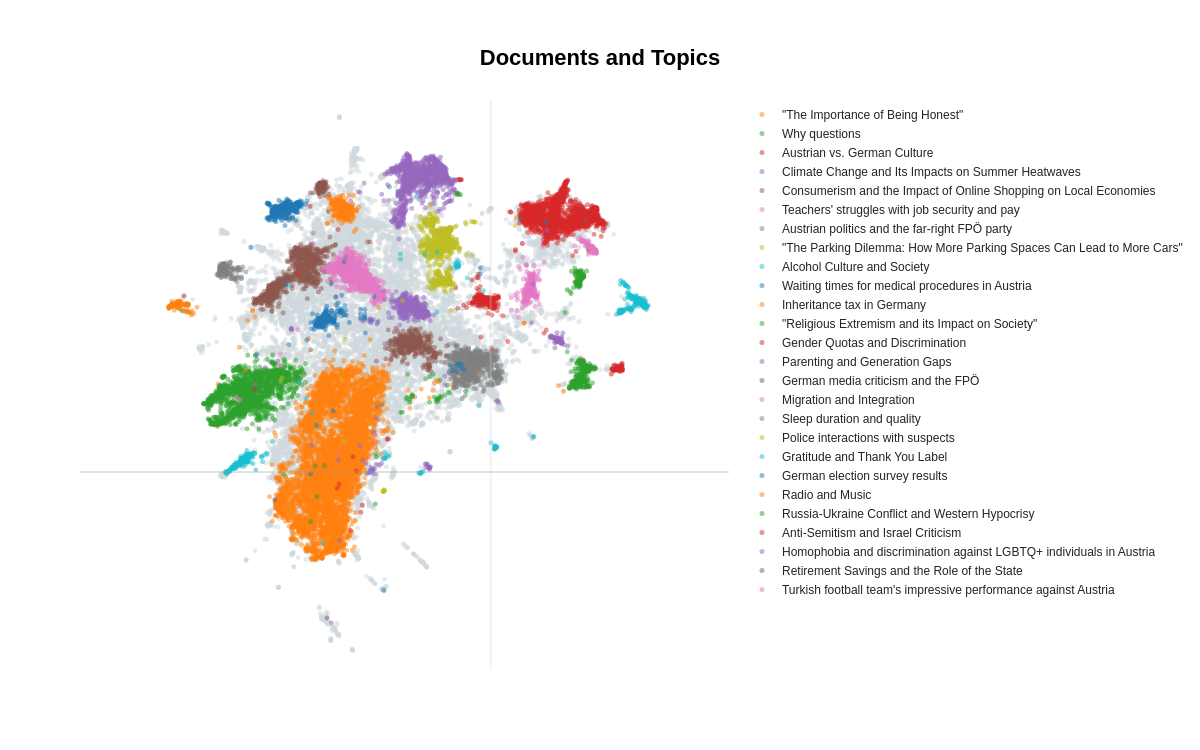 Documents and Topics
"The Importance of Being Honest"
Why questions
Austrian vs. German Culture
Climate Change and Its Impacts on Summer Heatwaves
Consumerism and the Impact of Online Shopping on Local Economies
Teachers' struggles with job security and pay
Austrian politics and the far-right FPÖ party
"The Parking Dilemma: How More Parking Spaces Can Lead to More Cars"
Alcohol Culture and Society
Waiting times for medical procedures in Austria
Inheritance tax in Germany
"Religious Extremism and its Impact on Society"
Gender Quotas and Discrimination
Parenting and Generation Gaps
German media criticism and the FPÖ
Migration and Integration
Sleep duration and quality
Police interactions with suspects
Gratitude and Thank You Label
German election survey results
Radio and Music
Russia-Ukraine Conflict and Western Hypocrisy
Anti-Semitism and Israel Criticism
Homophobia and discrimination against LGBTQ+ individuals in Austria
Retirement Savings and the Role of the State
Turkish football team's impressive performance against Austria